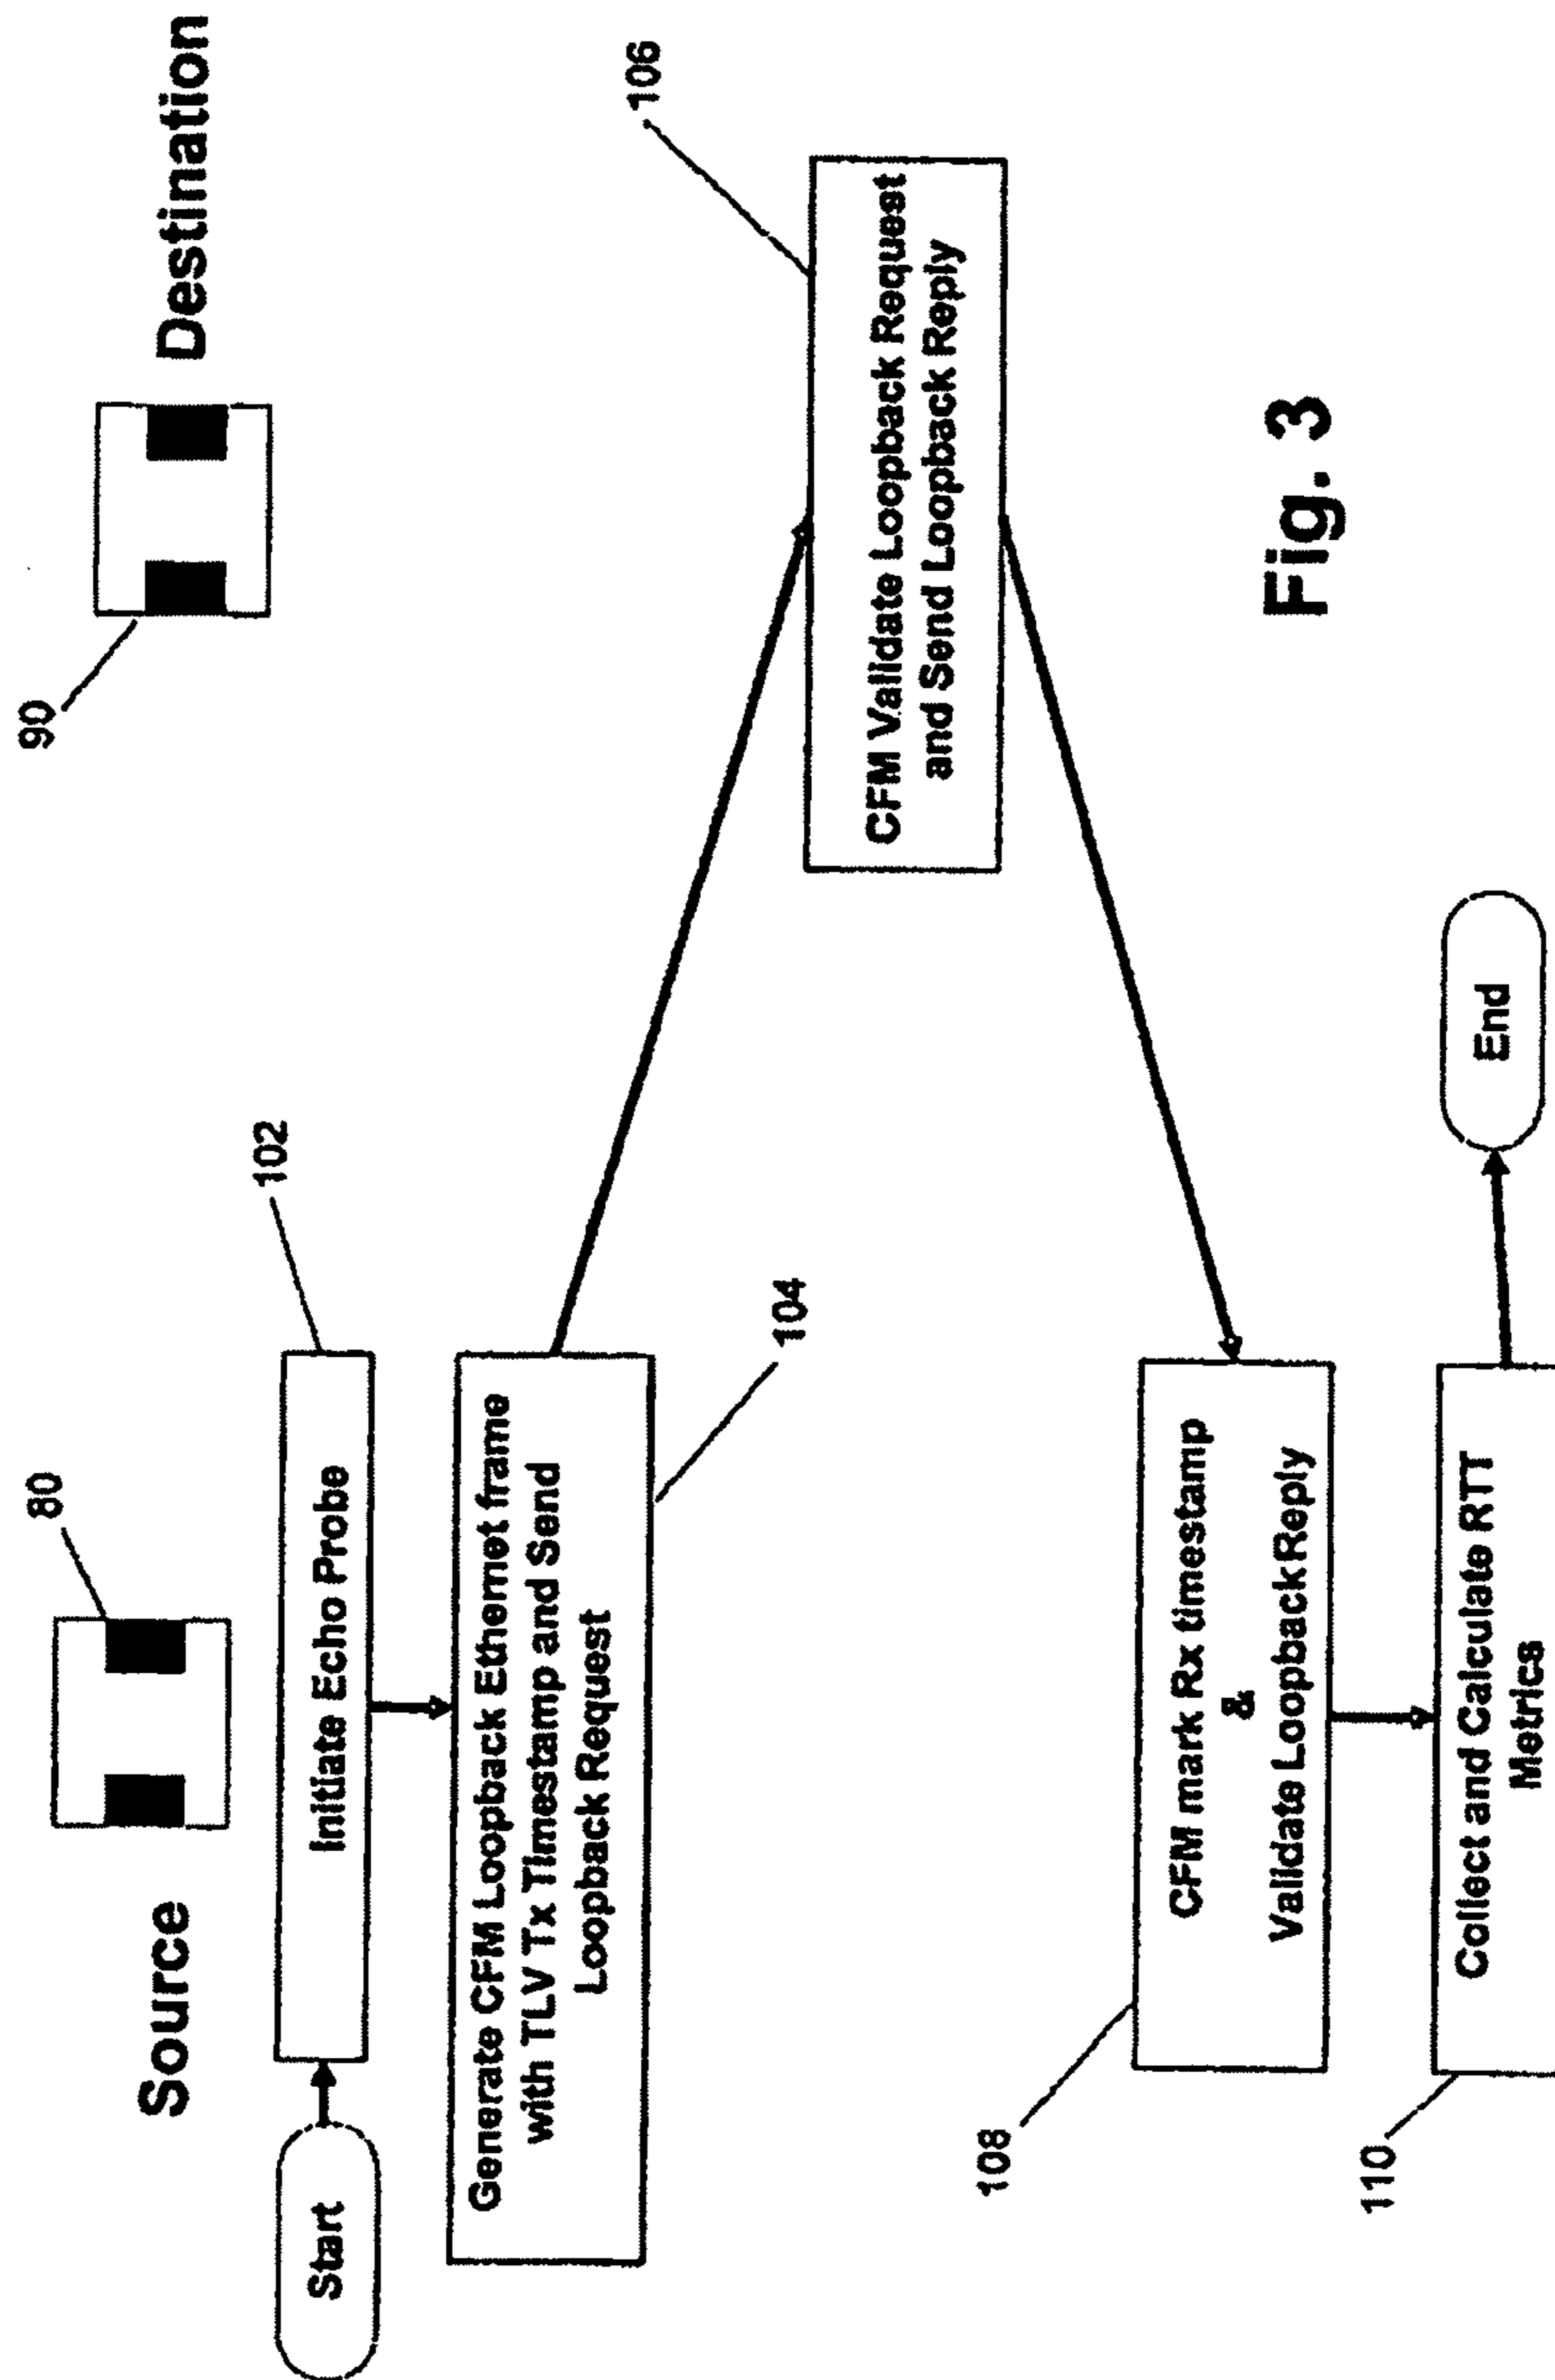 Source
80
90
Destination
Start
Initiate Echo Probe
102
Generate CFM Loopback Ethernet frame
with TLV Tx Timestamp and Send
Loopback Request
104
106
CFM Validate Loopback Request
and Send Loopback Reply
108
CFM mark Rx timestamp
&
Validate Loopback Reply
110
Collect and Calculate RTT
Metrics
End
Fig. 3